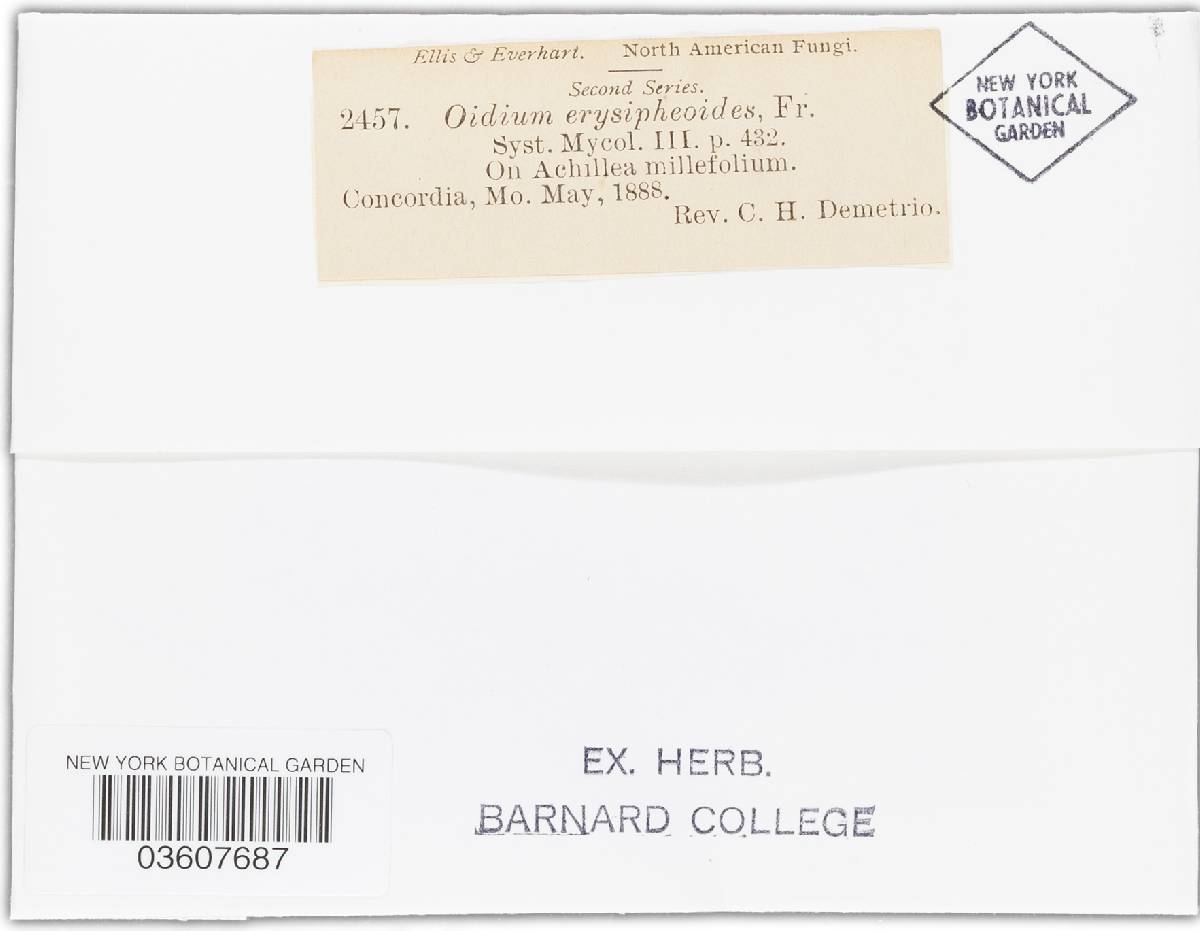 Ellis & Everhart. North American Fungi.
Second Series.
2457. Oidium erysipheoides, Fr.
Syst. Mycol. III. p. 432.
On Achillea millefolium.
Concordia, Mo. May, 1888.
Rev. C. H. Demetrio.
NEW YORK
BOTANICAL
GARDEN
EX. HERB.
BARNARD COLLEGE
NEW YORK BOTANICAL GARDEN
03607687